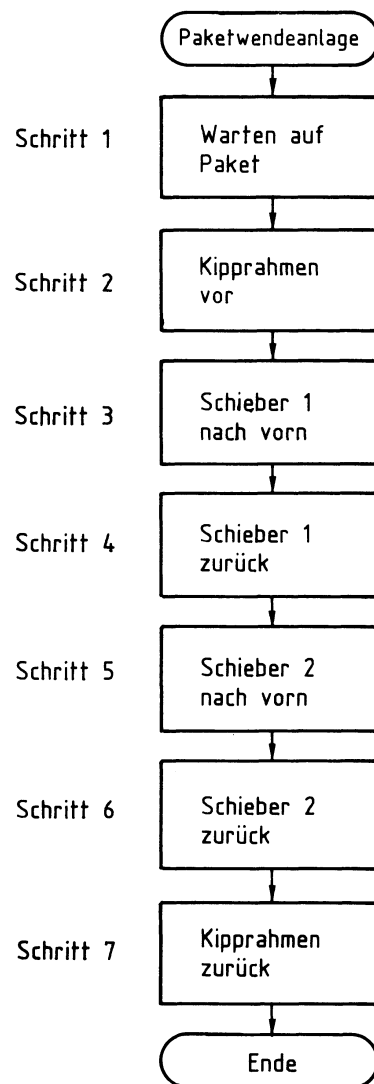 Paketwendeanlage
Schritt 1
Warten auf
Paket
Schritt 2
Kipprahmen
vor
Schritt 3
Schieber 1
nach vorn
Schritt 4
Schieber 1
zurück
Schritt 5
Schieber 2
nach vorn
Schritt 6
Schieber 2
zurück
Schritt 7
Kipprahmen
zurück
Ende